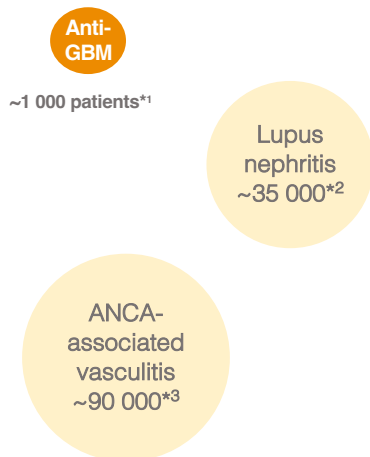 Anti-
GBM
~1 000 patients*1
Lupus
nephritis
~35 000*2
ANCA-
associated
vasculitis
~90 000*3